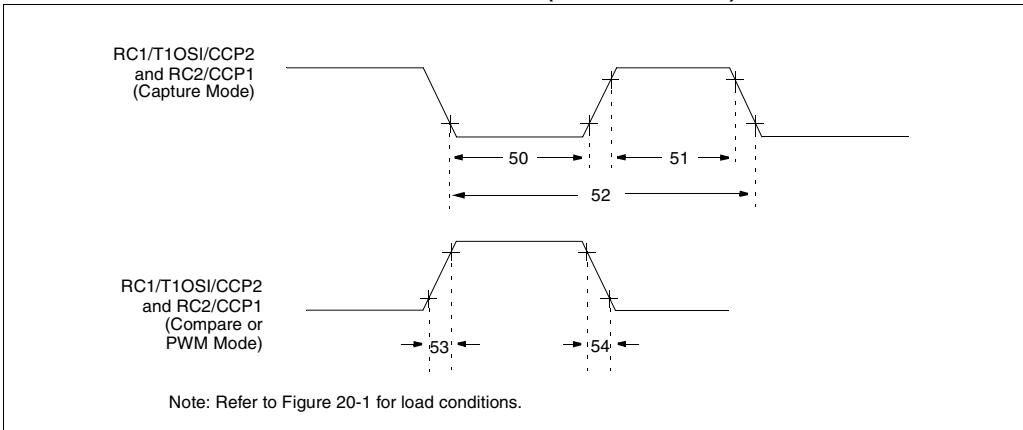 RC1/T1OSI/CCP2
and RC2/CCP1
(Capture Mode)
50
51
52
RC1/T1OSI/CCP2
and RC2/CCP1
(Compare or
PWM Mode)
53
54
Note: Refer to Figure 20-1 for load conditions.